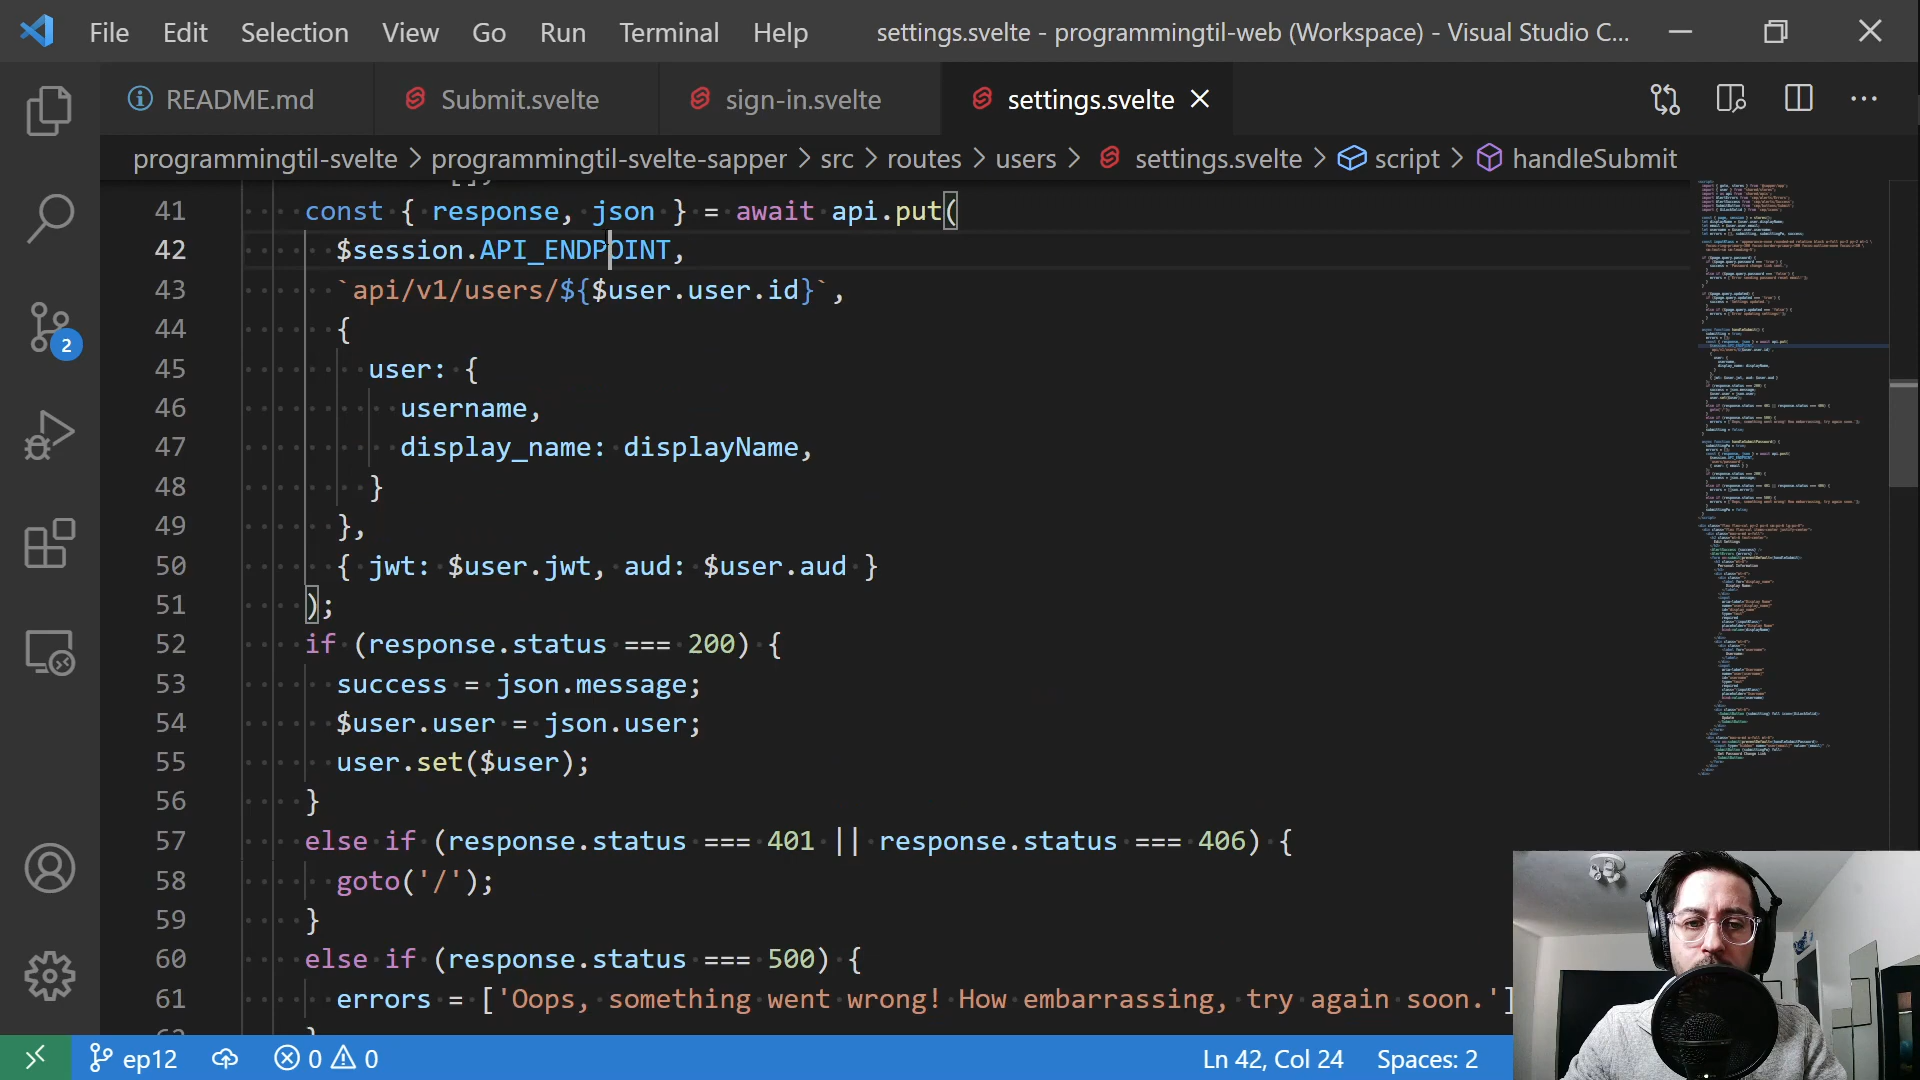 File Edit Selection View Go Run Terminal Help settings.svelte - programmingtil-web (Workspace) - Visual Studio C...
README.md Submit.svelte sign-in.svelte settings.svelte
programmingtil-svelte > programmingtil-svelte-sapper > src > routes > users > settings.svelte > script > handleSubmit
41 const { response, json } = await api.put(
42 $session.API_ENDPOINT,
43 `api/v1/users/${$user.user.id}`,
44 {
45 user: {
46 username,
47 display_name: displayName,
48 }
49 },
50 { jwt: $user.jwt, aud: $user.aud }
51 );
52 if (response.status === 200) {
53 success = json.message;
54 $user.user = json.user;
55 user.set($user);
56 }
57 else if (response.status === 401 || response.status === 406) {
58 goto('/');
59 }
60 else if (response.status === 500) {
61 errors = ['Oops, something went wrong! How embarrassing, try again soon.']
2
ep12 0 0 Ln 42, Col 24 Spaces: 2